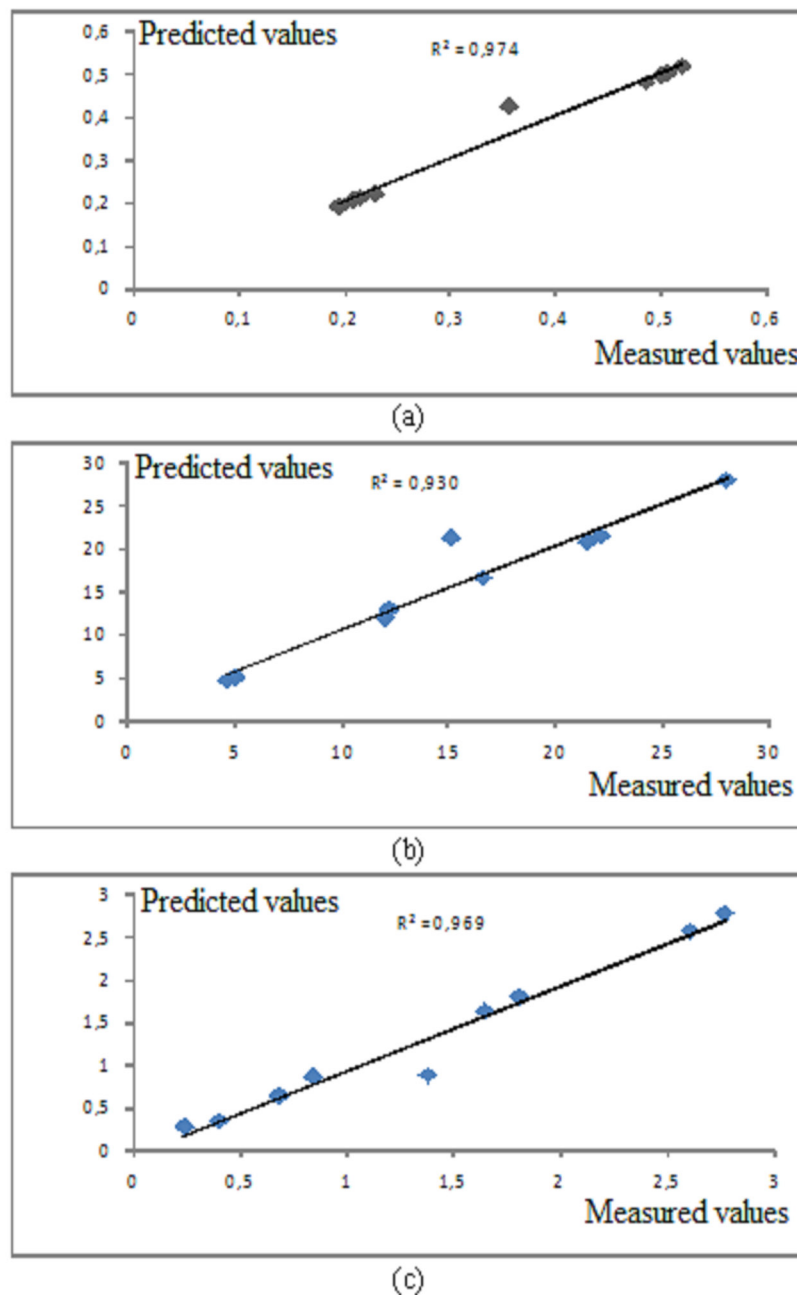 Predicted values
R² = 0,974
0,6
0,5
0,4
0,3
0,2
0,1
0
0 0,1 0,2 0,3 0,4 0,5 0,6
Measured values
(a)
Predicted values
R² = 0,930
30
25
20
15
10
5
0
0 5 10 15 20 25 30
Measured values
(b)
Predicted values
R² =0,969
3
2,5
2
1,5
1
0,5
0
0 0,5 1 1,5 2 2,5 3
Measured values
(c)